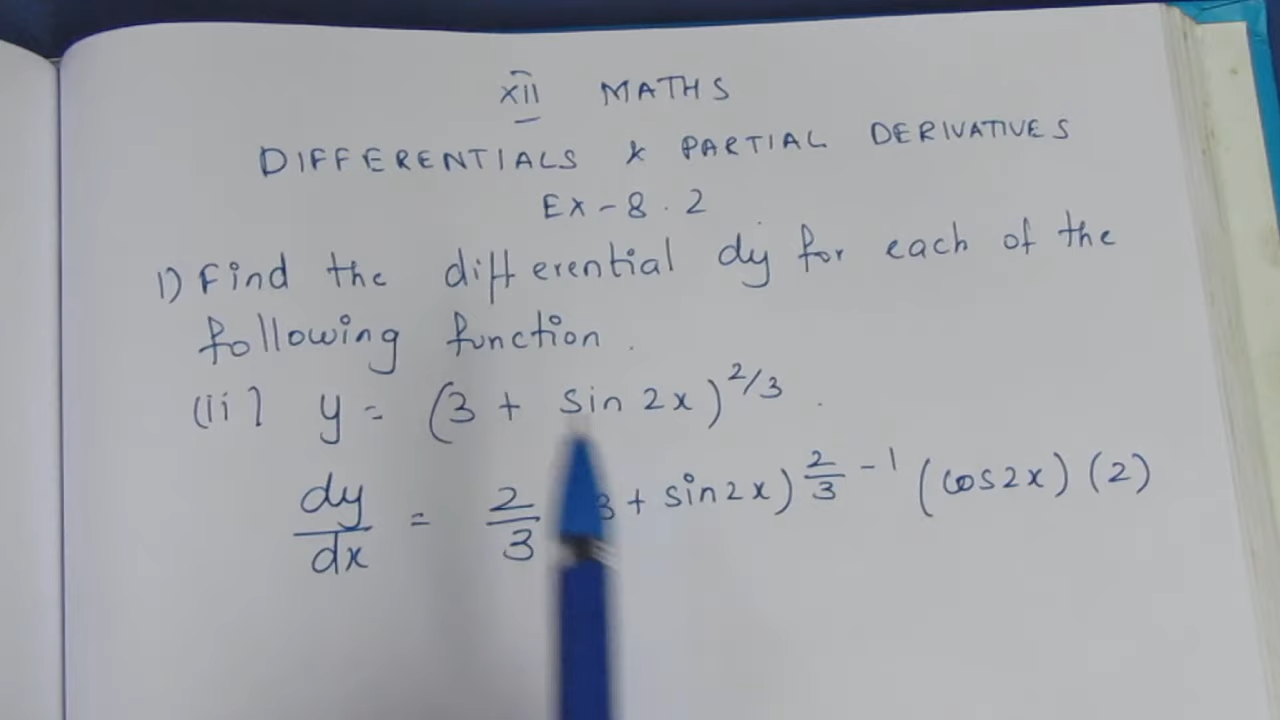 XII MATHS
DIFFERENTIALS & PARTIAL DERIVATIVES
EX-8.2
1) Find the differential dy for each of the
following function.
(ii) y = (3 + sin 2x)^2/3.
dy/dx = 2/3 3 + sin2x)^(2/3 - 1) (cos2x) (2)